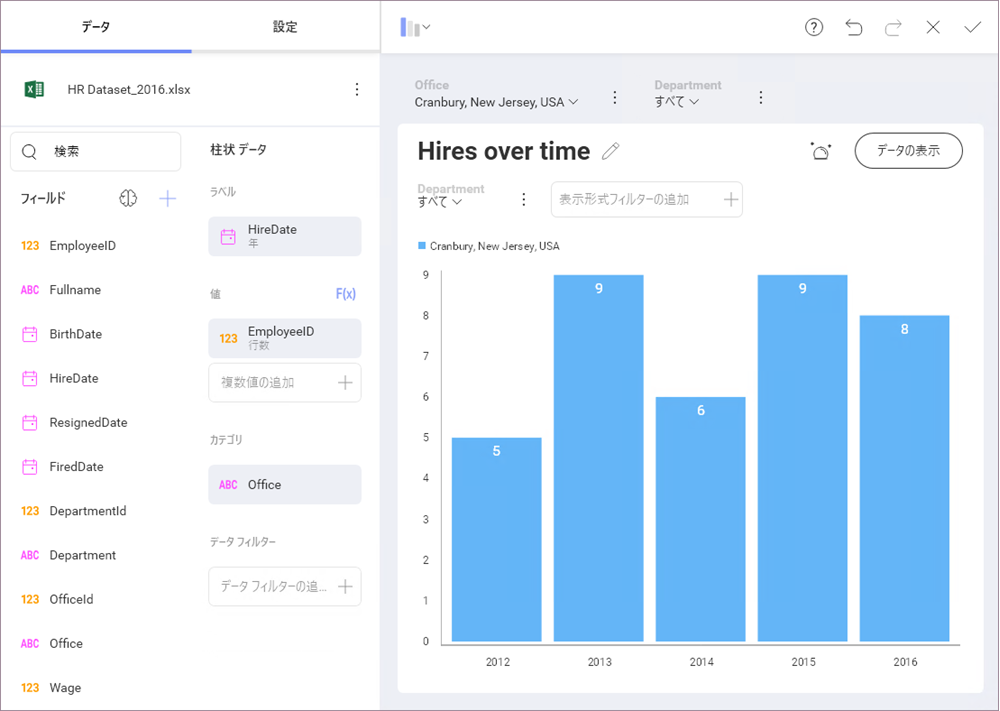 データ
設定
HR Dataset_2016.xlsx
検索
フィールド
123 EmployeeID
ABC Fullname
BirthDate
HireDate
ResignedDate
FiredDate
123 DepartmentId
ABC Department
123 OfficeId
ABC Office
123 Wage
柱状 データ
ラベル
HireDate
年
値
F(x)
123 EmployeeID
行数
複数値の追加
カテゴリ
ABC Office
データ フィルター
データ フィルターの追...
Office
Cranbury, New Jersey, USA
Department
すべて
Hires over time
データの表示
Department
すべて
表示形式フィルターの追加
Cranbury, New Jersey, USA
9
8
7
6
5
4
3
2
1
0
5
9
6
9
8
2012
2013
2014
2015
2016